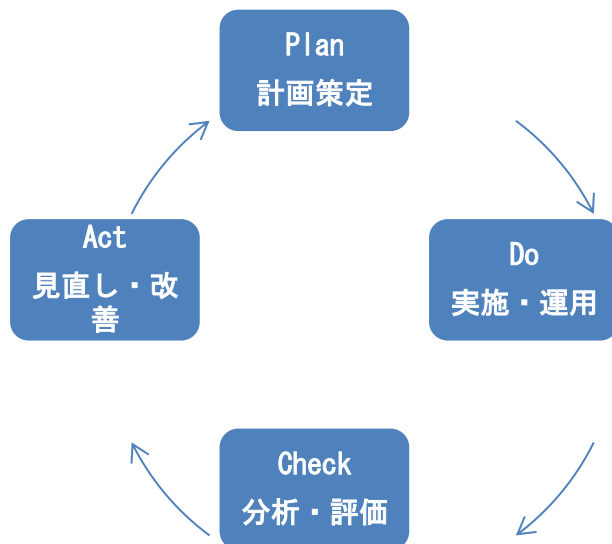 Plan
計画策定
Do
実施・運用
Check
分析・評価
Act
見直し・改
善